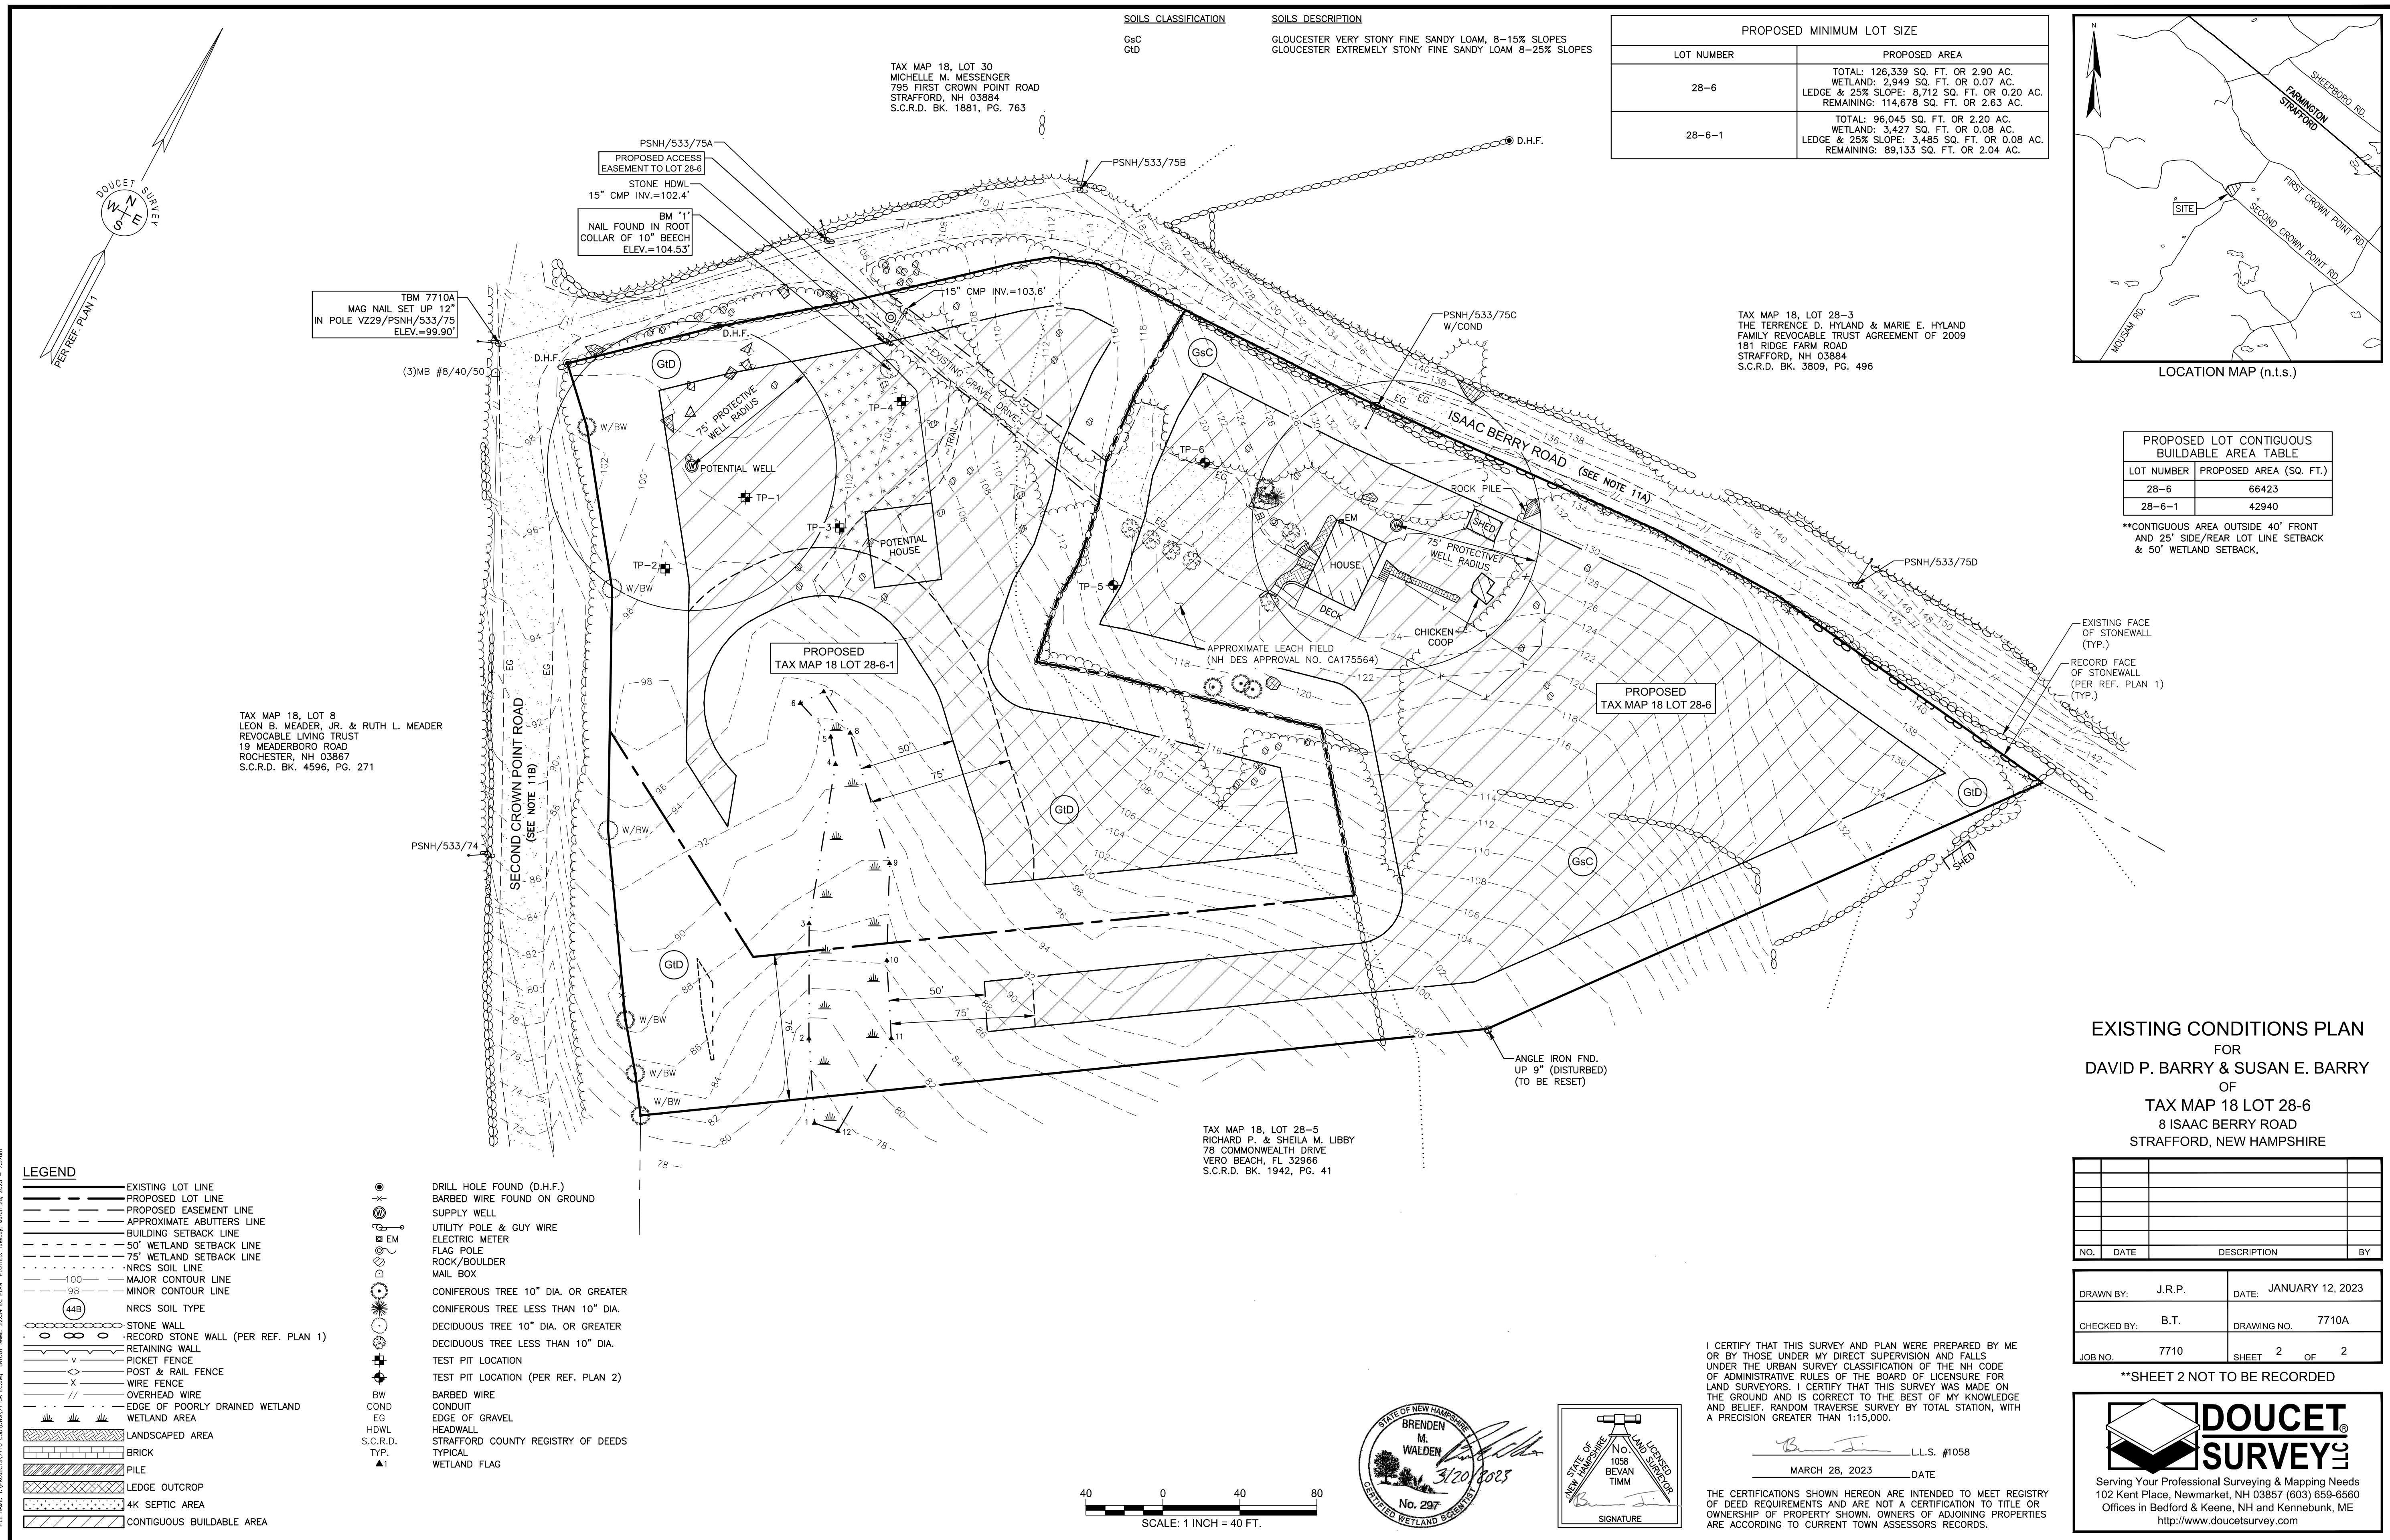 SOILS CLASSIFICATION
SOILS DESCRIPTION
GsC
GLOUCESTER VERY STONY FINE SANDY LOAM, 8–15% SLOPES
GtD
GLOUCESTER EXTREMELY STONY FINE SANDY LOAM 8–25% SLOPES
PROPOSED MINIMUM LOT SIZE
LOT NUMBER
PROPOSED AREA
28–6
TOTAL: 126,339 SQ. FT. OR 2.90 AC.
WETLAND: 2,949 SQ. FT. OR 0.07 AC.
LEDGE & 25% SLOPE: 8,712 SQ. FT. OR 0.20 AC.
REMAINING: 114,678 SQ. FT. OR 2.63 AC.
28–6–1
TOTAL: 96,045 SQ. FT. OR 2.20 AC.
WETLAND: 3,427 SQ. FT. OR 0.08 AC.
LEDGE & 25% SLOPE: 3,485 SQ. FT. OR 0.08 AC.
REMAINING: 89,133 SQ. FT. OR 2.04 AC.
N
SHEEPBORO RD.
FARMINGTON
STRAFFORD
FIRST CROWN POINT RD.
SECOND CROWN POINT RD.
SITE
MOUSAM RD.
LOCATION MAP (n.t.s.)
PROPOSED LOT CONTIGUOUS
BUILDABLE AREA TABLE
LOT NUMBER
PROPOSED AREA (SQ. FT.)
28–6
66423
28–6–1
42940
**CONTIGUOUS AREA OUTSIDE 40' FRONT
AND 25' SIDE/REAR LOT LINE SETBACK
& 50' WETLAND SETBACK,
DOUCET SURVEY
N
W
E
S
PER REF. PLAN 1
TAX MAP 18, LOT 30
MICHELLE M. MESSENGER
795 FIRST CROWN POINT ROAD
STRAFFORD, NH 03884
S.C.R.D. BK. 1881, PG. 763
PSNH/533/75A
PROPOSED ACCESS
EASEMENT TO LOT 28–6
STONE HDWL
15" CMP INV.=102.4'
BM '1'
NAIL FOUND IN ROOT
COLLAR OF 10" BEECH
ELEV.=104.53'
TBM 7710A
MAG NAIL SET UP 12"
IN POLE VZ29/PSNH/533/75
ELEV.=99.90'
(3)MB #8/40/50
PSNH/533/75B
D.H.F.
D.H.F.
D.H.F.
15" CMP INV.=103.6'
PSNH/533/75C
W/COND
TAX MAP 18, LOT 28–3
THE TERRENCE D. HYLAND & MARIE E. HYLAND
FAMILY REVOCABLE TRUST AGREEMENT OF 2009
181 RIDGE FARM ROAD
STRAFFORD, NH 03884
S.C.R.D. BK. 3809, PG. 496
GtD
GsC
75' PROTECTIVE
WELL RADIUS
EXISTING GRAVEL DRIVE
TRAIL
TP–4
POTENTIAL WELL
TP–1
TP–3
TP–2
POTENTIAL
HOUSE
W/BW
W/BW
W/BW
W/BW
W/BW
W/BW
EG EG
ISAAC BERRY ROAD (SEE NOTE 11A)
TP–6
EG
EG
ROCK PILE
EM
SHED
HOUSE
DECK
75' PROTECTIVE
WELL RADIUS
CHICKEN
COOP
TP–5
APPROXIMATE LEACH FIELD
(NH DES APPROVAL NO. CA175564)
PSNH/533/75D
EXISTING FACE
OF STONEWALL
(TYP.)
RECORD FACE
OF STONEWALL
(PER REF. PLAN 1)
(TYP.)
PROPOSED
TAX MAP 18 LOT 28-6-1
PROPOSED
TAX MAP 18 LOT 28-6
TAX MAP 18, LOT 8
LEON B. MEADER, JR. & RUTH L. MEADER
REVOCABLE LIVING TRUST
19 MEADERBORO ROAD
ROCHESTER, NH 03867
S.C.R.D. BK. 4596, PG. 271
EG
EG
SECOND CROWN POINT ROAD
(SEE NOTE 11B)
PSNH/533/74
50'
75'
50'
75'
76'
GtD
GtD
GsC
GtD
SHED
ANGLE IRON FND.
UP 9" (DISTURBED)
(TO BE RESET)
TAX MAP 18, LOT 28–5
RICHARD P. & SHEILA M. LIBBY
78 COMMONWEALTH DRIVE
VERO BEACH, FL 32966
S.C.R.D. BK. 1942, PG. 41
LEGEND
EXISTING LOT LINE
PROPOSED LOT LINE
PROPOSED EASEMENT LINE
APPROXIMATE ABUTTERS LINE
BUILDING SETBACK LINE
50' WETLAND SETBACK LINE
75' WETLAND SETBACK LINE
NRCS SOIL LINE
100 MAJOR CONTOUR LINE
98 MINOR CONTOUR LINE
44B NRCS SOIL TYPE
STONE WALL
RECORD STONE WALL (PER REF. PLAN 1)
RETAINING WALL
PICKET FENCE
POST & RAIL FENCE
WIRE FENCE
OVERHEAD WIRE
EDGE OF POORLY DRAINED WETLAND
WETLAND AREA
LANDSCAPED AREA
BRICK
PILE
LEDGE OUTCROP
4K SEPTIC AREA
CONTIGUOUS BUILDABLE AREA
DRILL HOLE FOUND (D.H.F.)
BARBED WIRE FOUND ON GROUND
SUPPLY WELL
UTILITY POLE & GUY WIRE
EM ELECTRIC METER
FLAG POLE
ROCK/BOULDER
MAIL BOX
CONIFEROUS TREE 10" DIA. OR GREATER
CONIFEROUS TREE LESS THAN 10" DIA.
DECIDUOUS TREE 10" DIA. OR GREATER
DECIDUOUS TREE LESS THAN 10" DIA.
TEST PIT LOCATION
TEST PIT LOCATION (PER REF. PLAN 2)
BW BARBED WIRE
COND CONDUIT
EG EDGE OF GRAVEL
HDWL HEADWALL
S.C.R.D. STRAFFORD COUNTY REGISTRY OF DEEDS
TYP. TYPICAL
1 WETLAND FLAG
40 0 40 80
SCALE: 1 INCH = 40 FT.
STATE OF NEW HAMPSHIRE
BRENDEN
M.
WALDEN
3/20/2023
No. 297
CERTIFIED WETLAND SCIENTIST
STATE OF NEW HAMPSHIRE
LICENSED LAND SURVEYOR
No.
1058
BEVAN
TIMM
SIGNATURE
I CERTIFY THAT THIS SURVEY AND PLAN WERE PREPARED BY ME
OR BY THOSE UNDER MY DIRECT SUPERVISION AND FALLS
UNDER THE URBAN SURVEY CLASSIFICATION OF THE NH CODE
OF ADMINISTRATIVE RULES OF THE BOARD OF LICENSURE FOR
LAND SURVEYORS. I CERTIFY THAT THIS SURVEY WAS MADE ON
THE GROUND AND IS CORRECT TO THE BEST OF MY KNOWLEDGE
AND BELIEF. RANDOM TRAVERSE SURVEY BY TOTAL STATION, WITH
A PRECISION GREATER THAN 1:15,000.
L.L.S. #1058
MARCH 28, 2023 DATE
THE CERTIFICATIONS SHOWN HEREON ARE INTENDED TO MEET REGISTRY
OF DEED REQUIREMENTS AND ARE NOT A CERTIFICATION TO TITLE OR
OWNERSHIP OF PROPERTY SHOWN. OWNERS OF ADJOINING PROPERTIES
ARE ACCORDING TO CURRENT TOWN ASSESSORS RECORDS.
EXISTING CONDITIONS PLAN
FOR
DAVID P. BARRY & SUSAN E. BARRY
OF
TAX MAP 18 LOT 28-6
8 ISAAC BERRY ROAD
STRAFFORD, NEW HAMPSHIRE
NO. DATE DESCRIPTION BY
DRAWN BY: J.R.P. DATE: JANUARY 12, 2023
CHECKED BY: B.T. DRAWING NO. 7710A
JOB NO. 7710 SHEET 2 OF 2
**SHEET 2 NOT TO BE RECORDED
DOUCET
SURVEY LLC
®
Serving Your Professional Surveying & Mapping Needs
102 Kent Place, Newmarket, NH 03857 (603) 659-6560
Offices in Bedford & Keene, NH and Kennebunk, ME
http://www.doucetsurvey.com